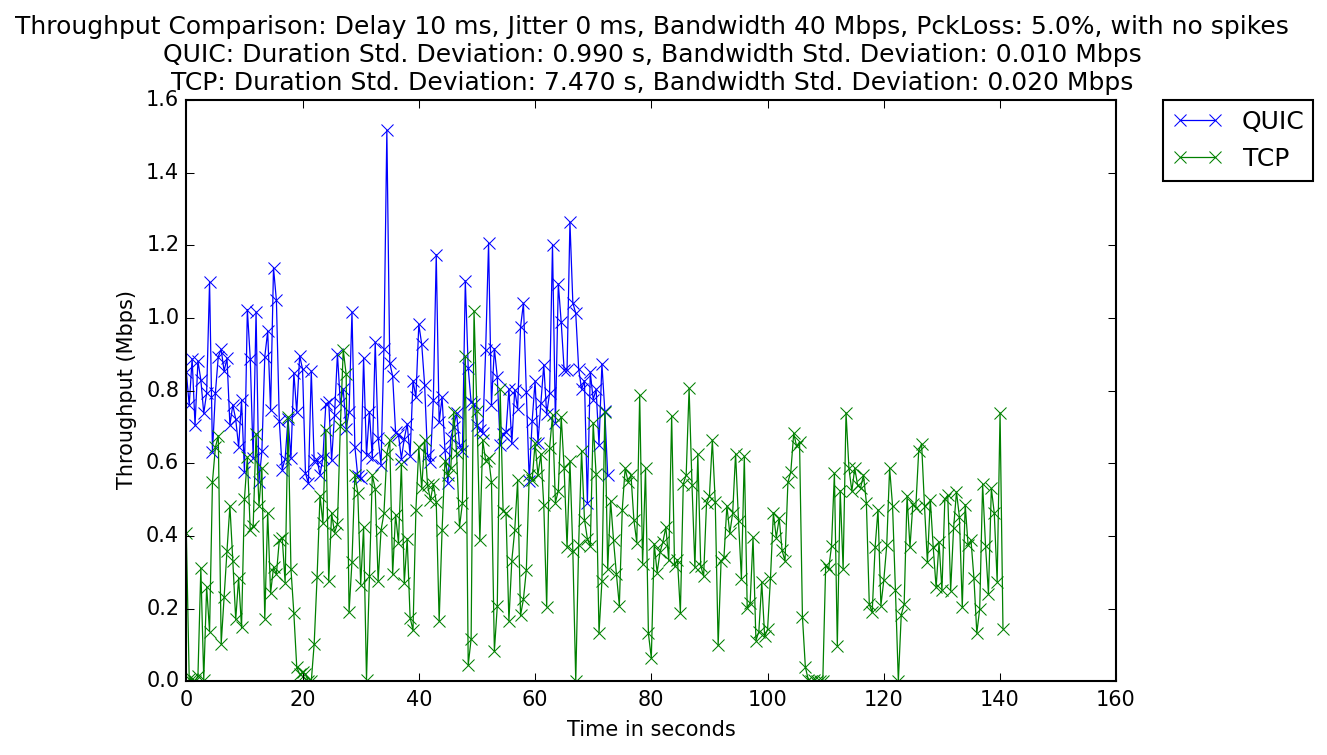 Throughput Comparison: Delay 10 ms, Jitter 0 ms, Bandwidth 40 Mbps, PckLoss: 5.0%, with no spikes
QUIC: Duration Std. Deviation: 0.990 s, Bandwidth Std. Deviation: 0.010 Mbps
TCP: Duration Std. Deviation: 7.470 s, Bandwidth Std. Deviation: 0.020 Mbps
QUIC
TCP
Throughput (Mbps)
1.6
1.4
1.2
1.0
0.8
0.6
0.4
0.2
0.0
0 20 40 60 80 100 120 140 160
Time in seconds